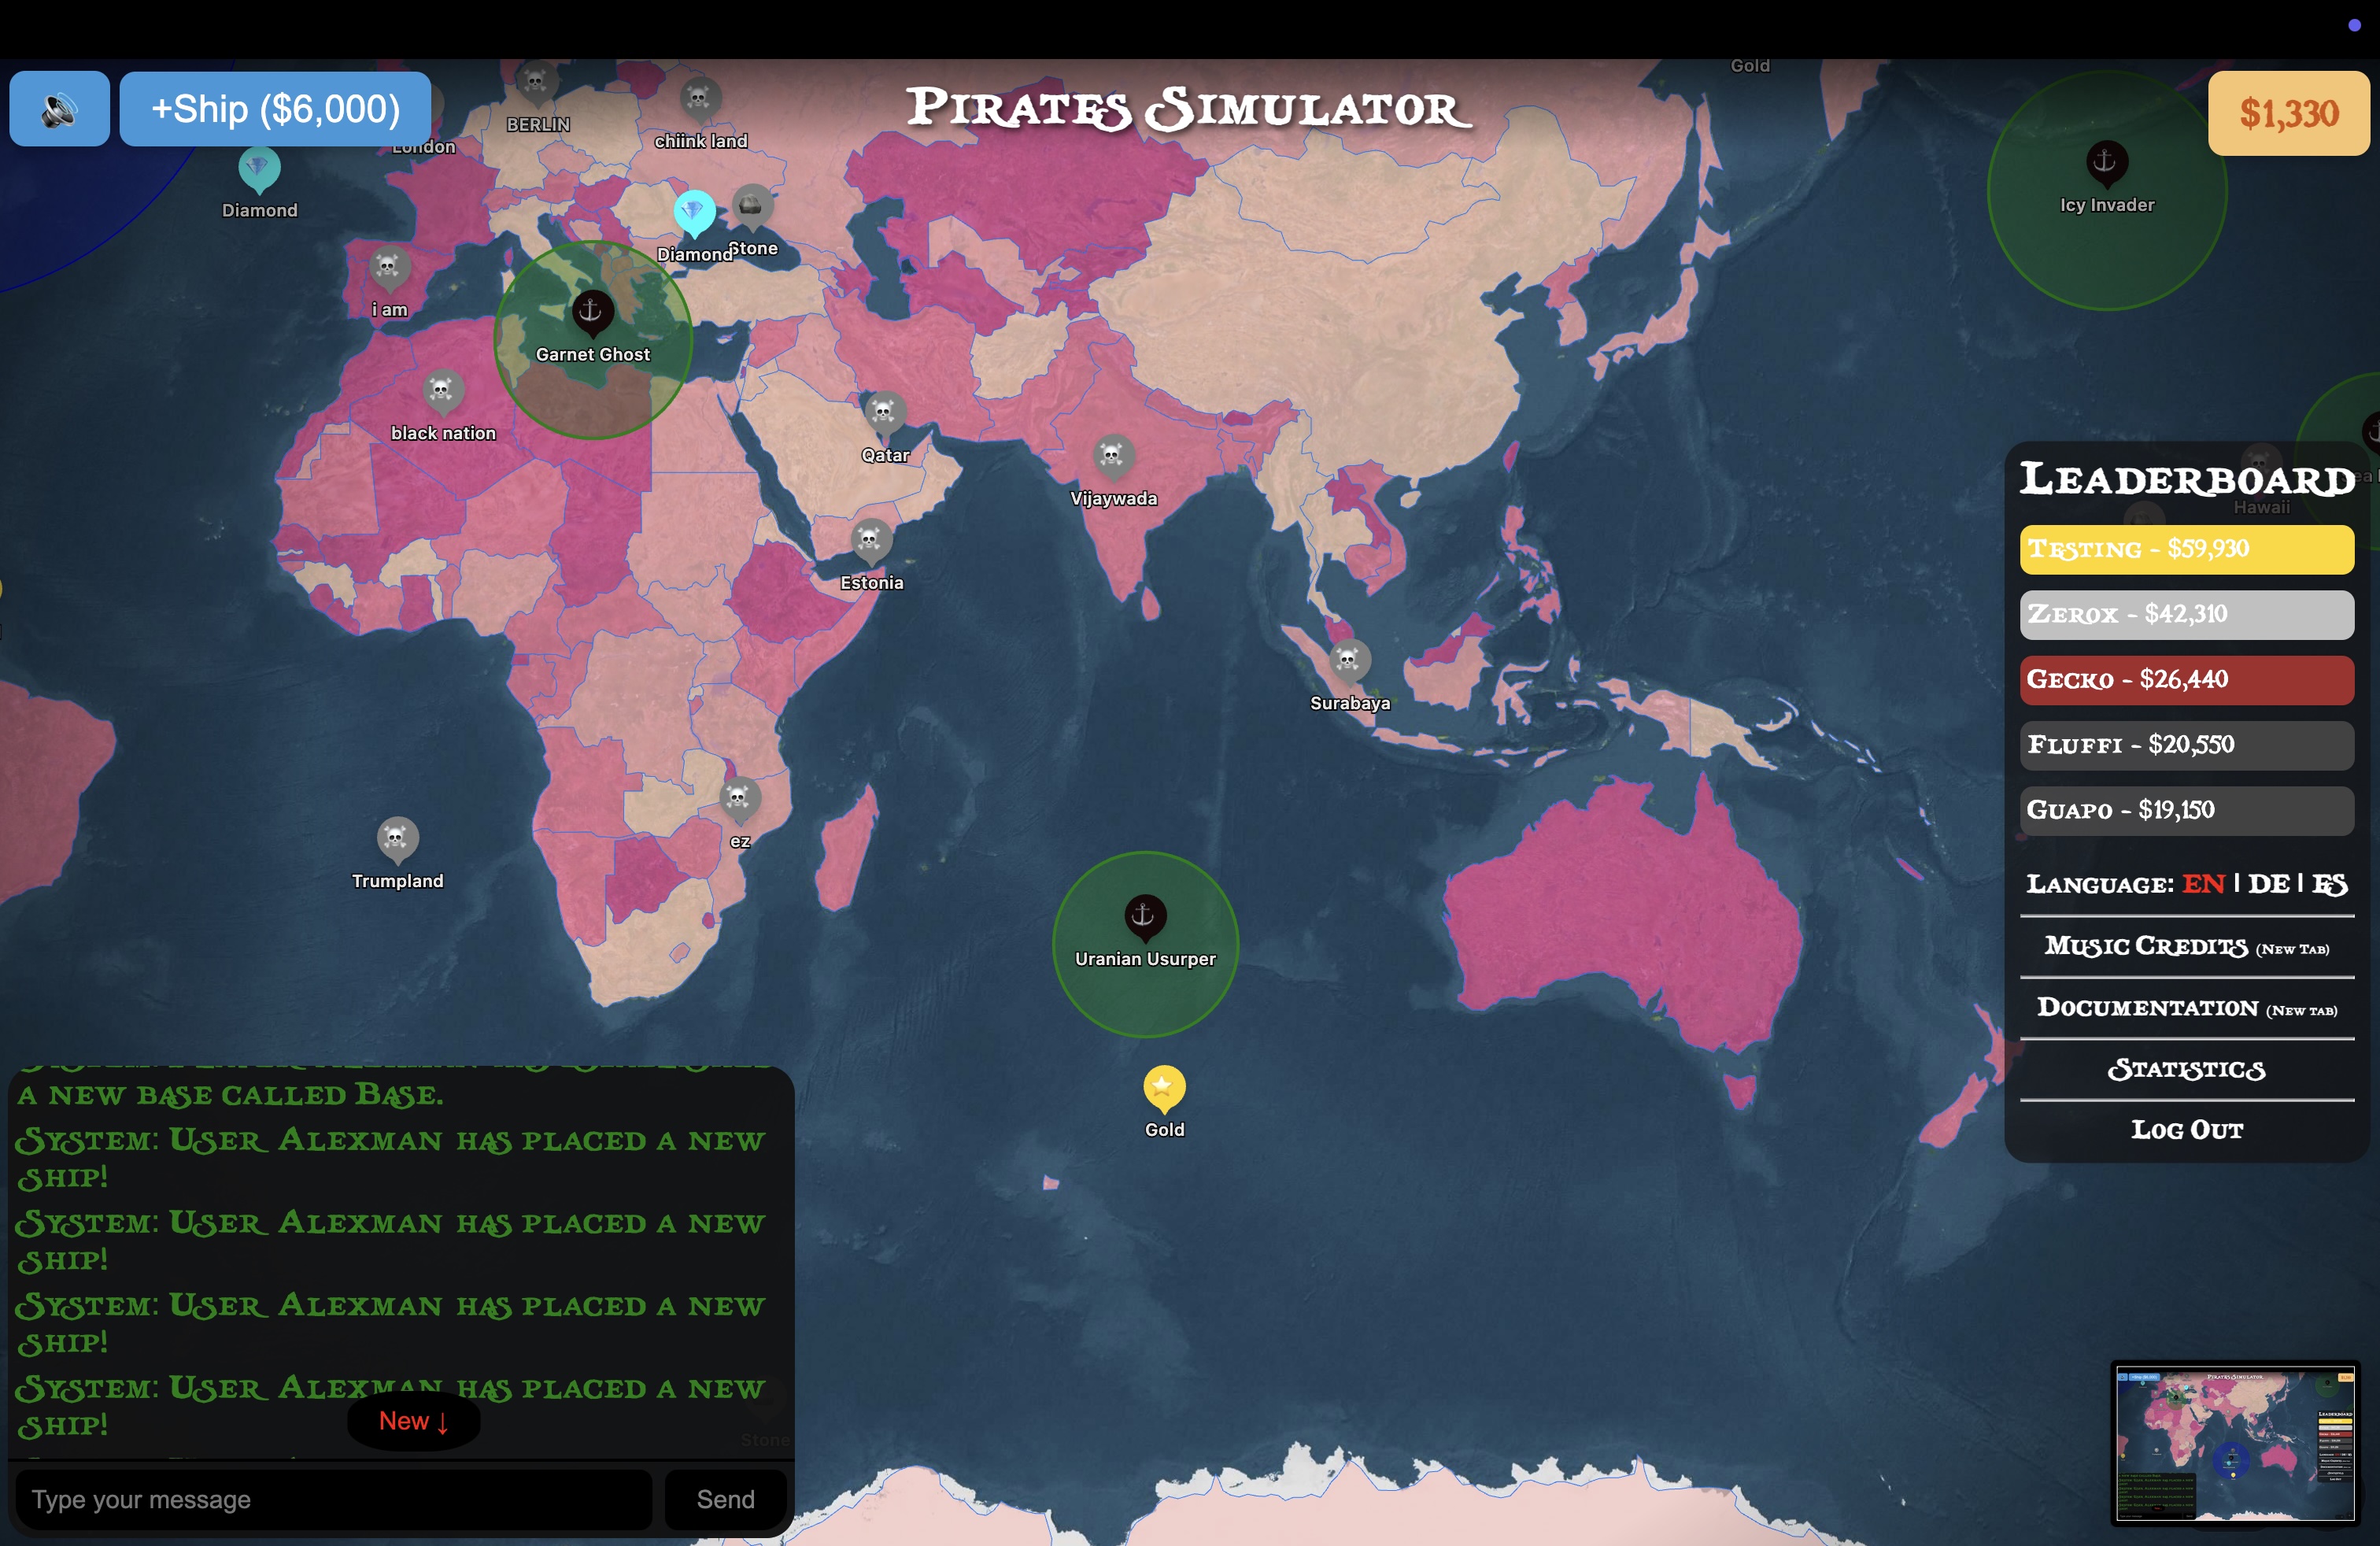 Gold
PIRATES SIMULATOR
+Ship ($6,000)
$1,330
BERLIN
chiink land
London
Icy Invader
Diamond
Diamond
Stone
i am
Garnet Ghost
black nation
Qatar
Vijaywada
Hawaii
Estonia
Surabaya
ez
Trumpland
Uranian Usurper
Gold
LEADERBOARD
TESTING - $59,930
ZEROX - $42,310
GECKO - $26,440
FLUFFI - $20,550
GUAPO - $19,150
LANGUAGE: EN | DE | ES
MUSIC CREDITS (NEW TAB)
DOCUMENTATION (NEW TAB)
STATISTICS
LOG OUT
A NEW BASE CALLED BASE.
SYSTEM: USER ALEXMAN HAS PLACED A NEW
SHIP!
SYSTEM: USER ALEXMAN HAS PLACED A NEW
SHIP!
SYSTEM: USER ALEXMAN HAS PLACED A NEW
SHIP!
SYSTEM: USER ALEXMAN HAS PLACED A NEW
SHIP!
New ↓
Stone
Type your message
Send